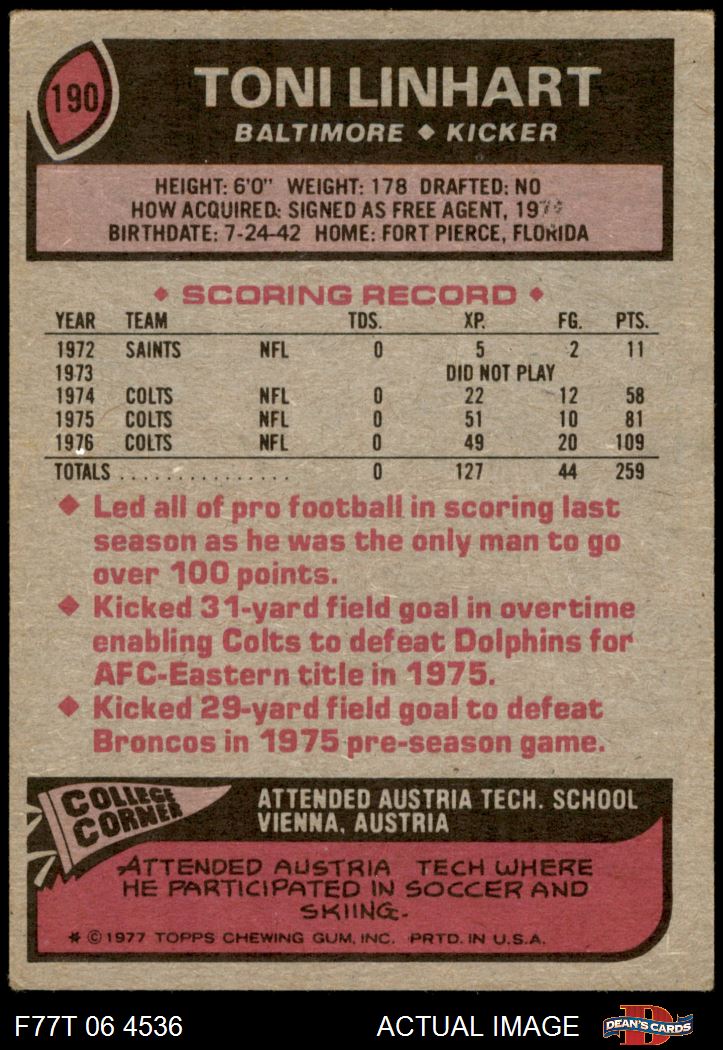 190
TONI LINHART
BALTIMORE ◆ KICKER
HEIGHT: 6'0" WEIGHT: 178 DRAFTED: NO
HOW ACQUIRED: SIGNED AS FREE AGENT, 1974
BIRTHDATE: 7-24-42 HOME: FORT PIERCE, FLORIDA
◆ SCORING RECORD ◆
YEAR TEAM TDS. XP. FG. PTS.
1972 SAINTS NFL 0 5 2 11
1973 DID NOT PLAY
1974 COLTS NFL 0 22 12 58
1975 COLTS NFL 0 51 10 81
1976 COLTS NFL 0 49 20 109
TOTALS ................ 0 127 44 259
◆ Led all of pro football in scoring last
season as he was the only man to go
over 100 points.
◆ Kicked 31-yard field goal in overtime
enabling Colts to defeat Dolphins for
AFC-Eastern title in 1975.
◆ Kicked 29-yard field goal to defeat
Broncos in 1975 pre-season game.
COLLEGE
CORNER
ATTENDED AUSTRIA TECH. SCHOOL
VIENNA, AUSTRIA
ATTENDED AUSTRIA TECH WHERE
HE PARTICIPATED IN SOCCER AND
SKIING.
* © 1977 TOPPS CHEWING GUM, INC. PRTD. IN U.S.A.
F77T 06 4536 ACTUAL IMAGE
D
DEAN'S CARDS